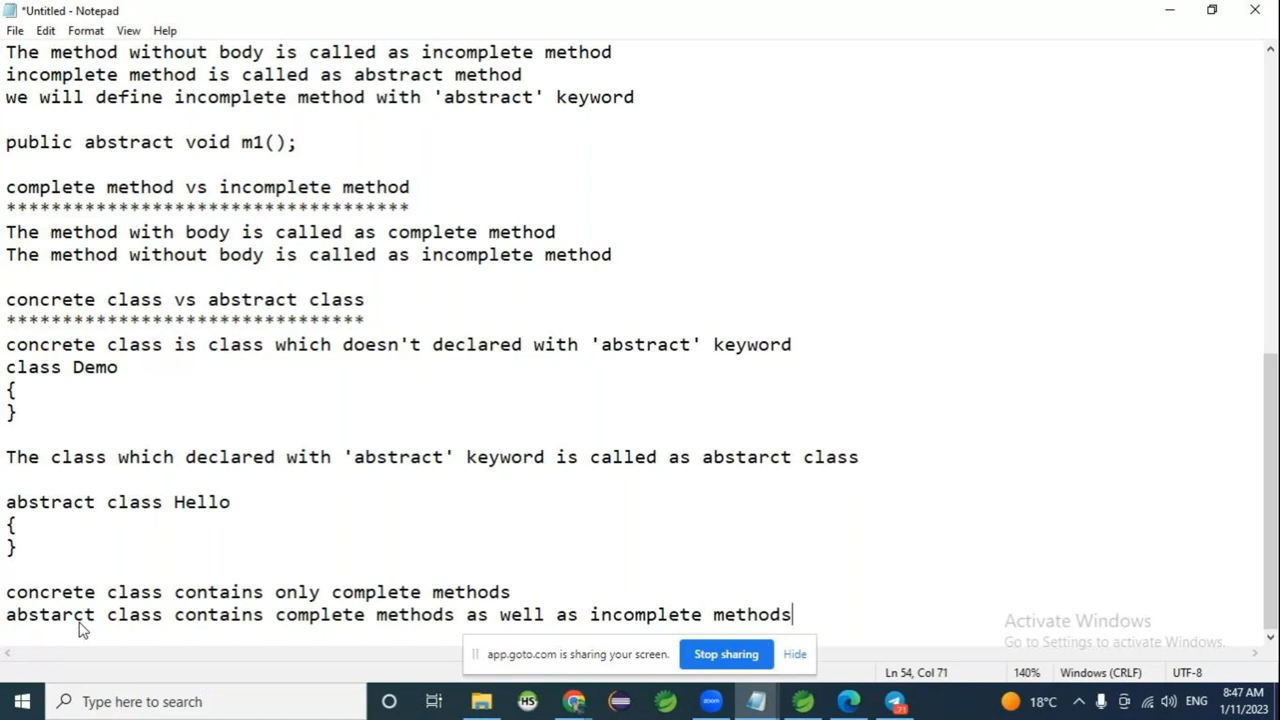 *Untitled - Notepad
File Edit Format View Help
The method without body is called as incomplete method
incomplete method is called as abstract method
we will define incomplete method with 'abstract' keyword
public abstract void m1();
complete method vs incomplete method
************************************
The method with body is called as complete method
The method without body is called as incomplete method
concrete class vs abstract class
********************************
concrete class is class which doesn't declared with 'abstract' keyword
class Demo
{
}
The class which declared with 'abstract' keyword is called as abstarct class
abstract class Hello
{
}
concrete class contains only complete methods
abstarct class contains complete methods as well as incomplete methods
Activate Windows
Go to Settings to activate Windows.
app.goto.com is sharing your screen. Stop sharing Hide
Ln 54, Col 71 140% Windows (CRLF) UTF-8
Type here to search HS zoom 71 18°C ENG 8:47 AM
1/11/2023